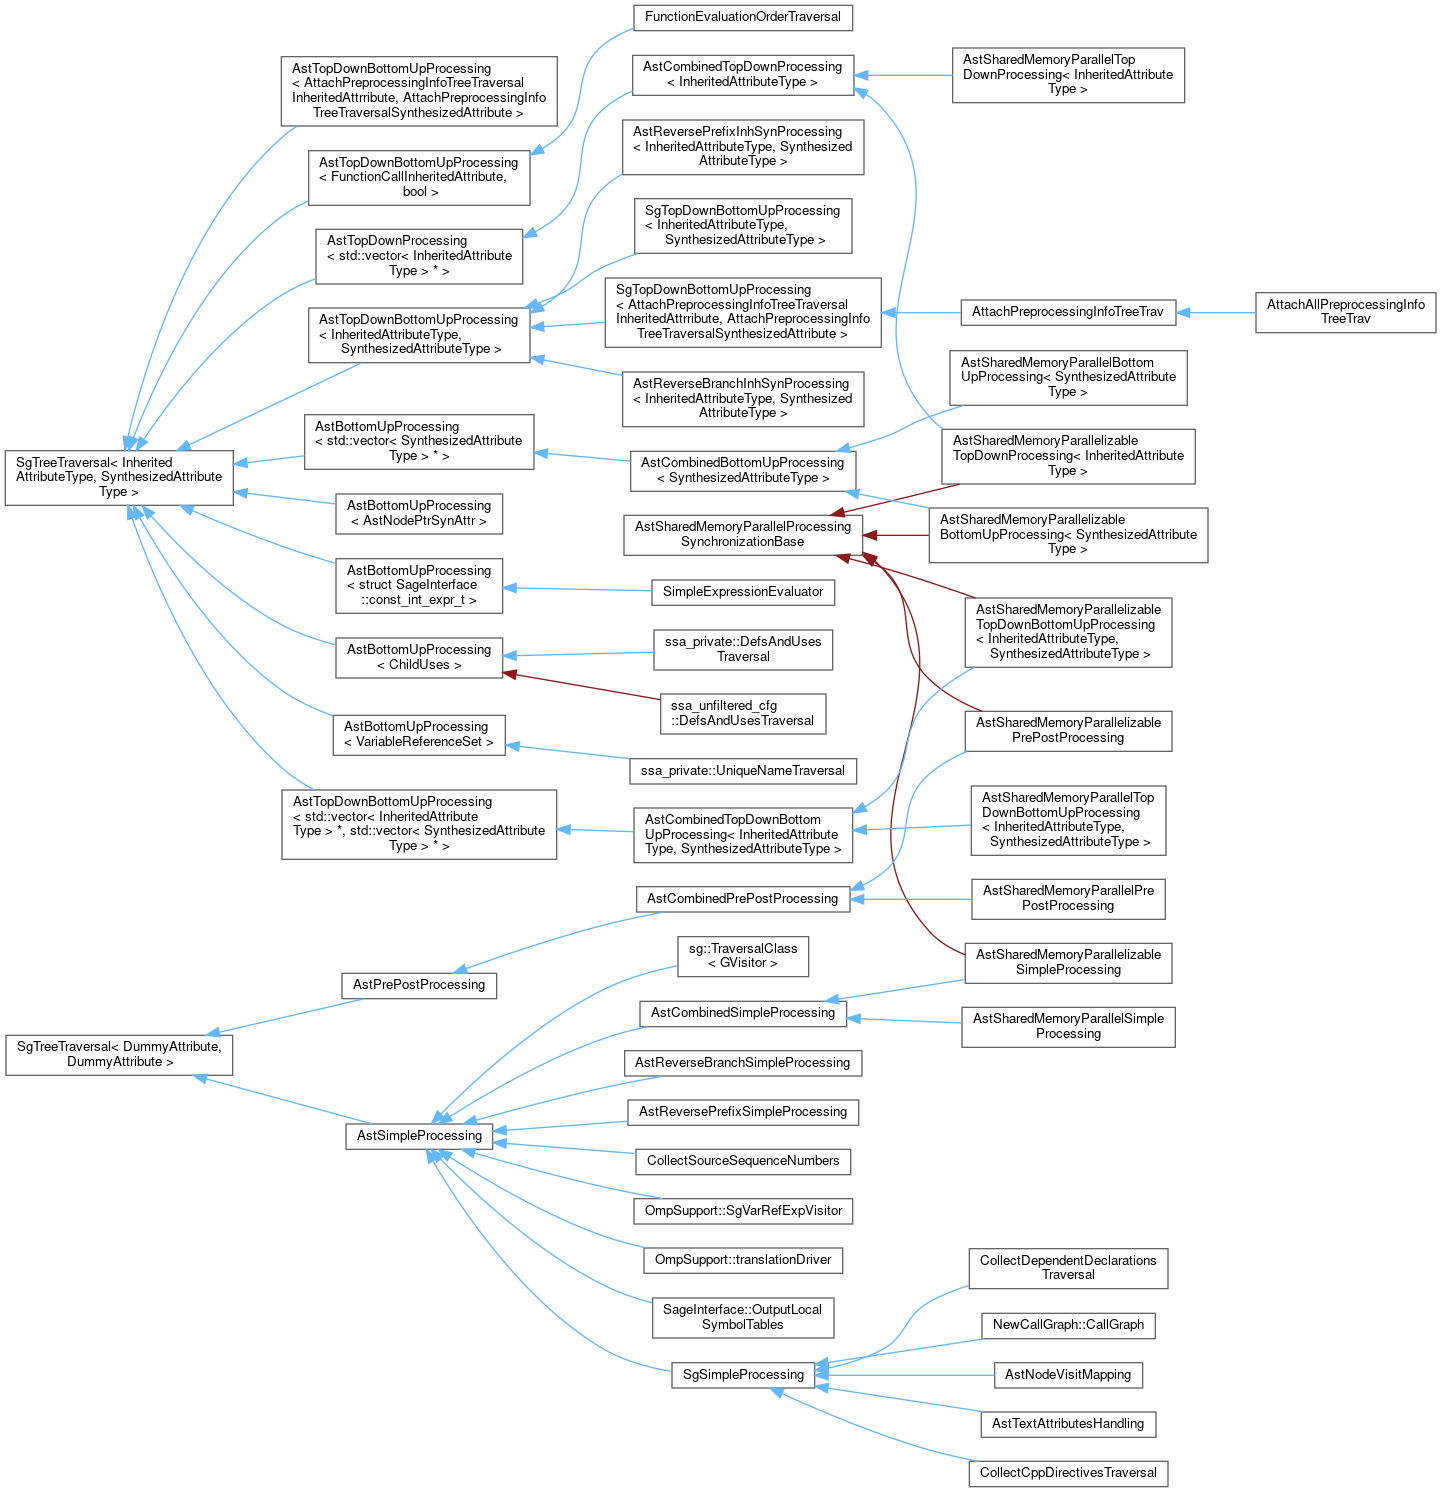 FunctionEvaluationOrderTraversal
AstTopDownBottomUpProcessing
< AttachPreprocessingInfoTreeTraversal
InheritedAttrribute, AttachPreprocessingInfo
TreeTraversalSynthesizedAttribute >
AstCombinedTopDownProcessing
< InheritedAttributeType >
AstSharedMemoryParallelTop
DownProcessing< InheritedAttribute
Type >
AstTopDownBottomUpProcessing
< FunctionCallInheritedAttribute,
bool >
AstReversePrefixInhSynProcessing
< InheritedAttributeType, Synthesized
AttributeType >
AstTopDownProcessing
< std::vector< InheritedAttribute
Type > * >
SgTopDownBottomUpProcessing
< InheritedAttributeType,
SynthesizedAttributeType >
AstTopDownBottomUpProcessing
< InheritedAttributeType,
SynthesizedAttributeType >
SgTopDownBottomUpProcessing
< AttachPreprocessingInfoTreeTraversal
InheritedAttrribute, AttachPreprocessingInfo
TreeTraversalSynthesizedAttribute >
AttachPreprocessingInfoTreeTrav
AttachAllPreprocessingInfo
TreeTrav
AstReverseBranchInhSynProcessing
< InheritedAttributeType, Synthesized
AttributeType >
AstSharedMemoryParallelBottom
UpProcessing< SynthesizedAttribute
Type >
SgTreeTraversal< Inherited
AttributeType, SynthesizedAttribute
Type >
AstBottomUpProcessing
< std::vector< SynthesizedAttribute
Type > * >
AstCombinedBottomUpProcessing
< SynthesizedAttributeType >
AstSharedMemoryParallelizable
TopDownProcessing< InheritedAttribute
Type >
AstBottomUpProcessing
< AstNodePtrSynAttr >
AstSharedMemoryParallelProcessing
SynchronizationBase
AstSharedMemoryParallelizable
BottomUpProcessing< SynthesizedAttribute
Type >
AstBottomUpProcessing
< struct SageInterface
::const_int_expr_t >
SimpleExpressionEvaluator
AstSharedMemoryParallelizable
TopDownBottomUpProcessing
< InheritedAttributeType,
SynthesizedAttributeType >
AstBottomUpProcessing
< ChildUses >
ssa_private::DefsAndUses
Traversal
ssa_unfiltered_cfg
::DefsAndUsesTraversal
AstSharedMemoryParallelizable
PrePostProcessing
AstBottomUpProcessing
< VariableReferenceSet >
ssa_private::UniqueNameTraversal
AstTopDownBottomUpProcessing
< std::vector< InheritedAttribute
Type > *, std::vector< SynthesizedAttribute
Type > * >
AstCombinedTopDownBottom
UpProcessing< InheritedAttribute
Type, SynthesizedAttributeType >
AstSharedMemoryParallelTop
DownBottomUpProcessing
< InheritedAttributeType,
SynthesizedAttributeType >
AstCombinedPrePostProcessing
AstSharedMemoryParallelPre
PostProcessing
sg::TraversalClass
< GVisitor >
AstSharedMemoryParallelizable
SimpleProcessing
AstPrePostProcessing
AstCombinedSimpleProcessing
AstSharedMemoryParallelSimple
Processing
SgTreeTraversal< DummyAttribute,
DummyAttribute >
AstReverseBranchSimpleProcessing
AstReversePrefixSimpleProcessing
AstSimpleProcessing
CollectSourceSequenceNumbers
OmpSupport::SgVarRefExpVisitor
OmpSupport::translationDriver
SageInterface::OutputLocal
SymbolTables
SgSimpleProcessing
CollectDependentDeclarations
Traversal
NewCallGraph::CallGraph
AstNodeVisitMapping
AstTextAttributesHandling
CollectCppDirectivesTraversal